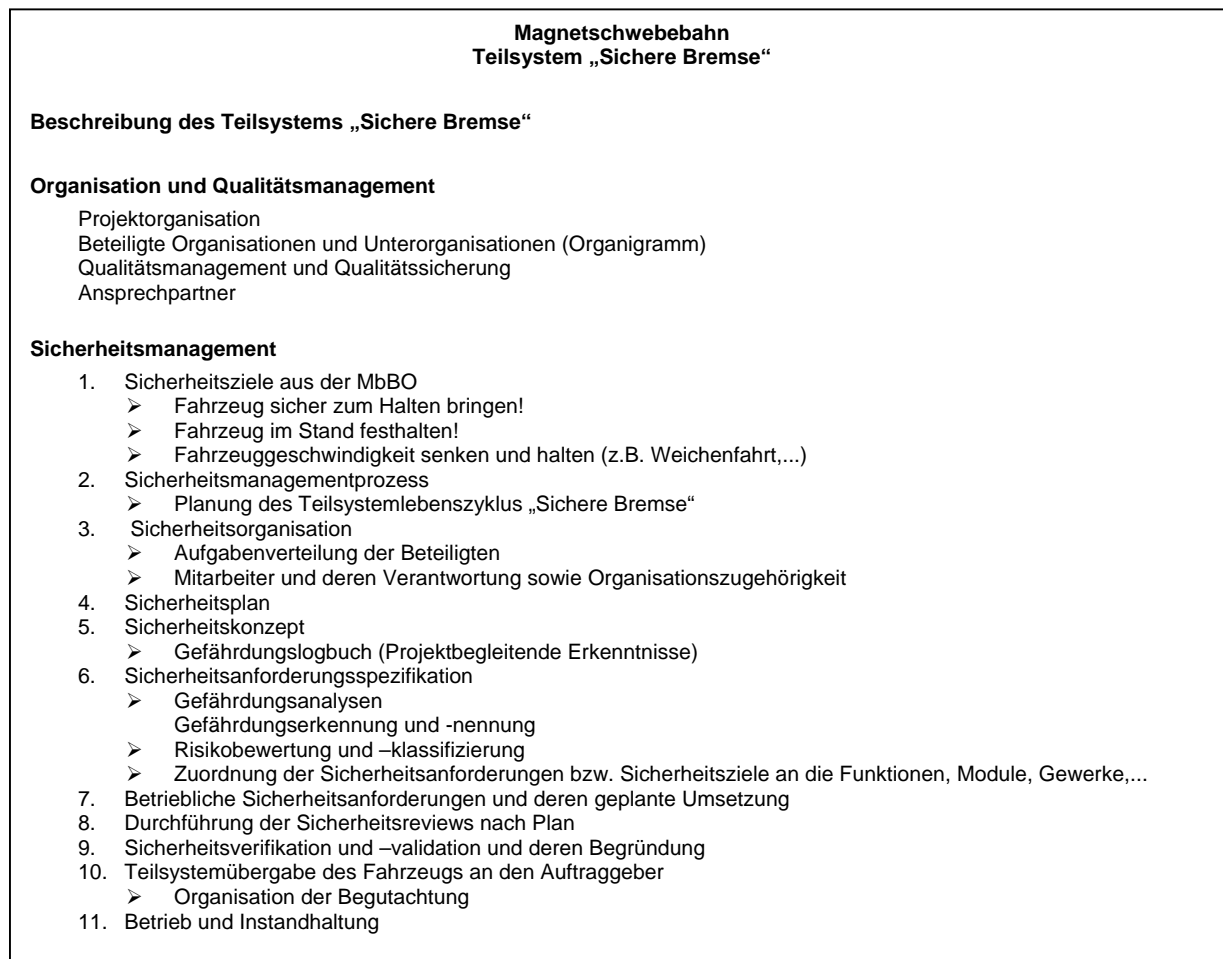 Magnetschwebebahn
Teilsystem „Sichere Bremse“
Beschreibung des Teilsystems „Sichere Bremse“
Organisation und Qualitätsmanagement
Projektorganisation
Beteiligte Organisationen und Unterorganisationen (Organigramm)
Qualitätsmanagement und Qualitätssicherung
Ansprechpartner
Sicherheitsmanagement
1. Sicherheitsziele aus der MbBO
➢ Fahrzeug sicher zum Halten bringen!
➢ Fahrzeug im Stand festhalten!
➢ Fahrzeuggeschwindigkeit senken und halten (z.B. Weichenfahrt,...)
2. Sicherheitsmanagementprozess
➢ Planung des Teilsystemlebenszyklus „Sichere Bremse“
3. Sicherheitsorganisation
➢ Aufgabenverteilung der Beteiligten
➢ Mitarbeiter und deren Verantwortung sowie Organisationszugehörigkeit
4. Sicherheitsplan
5. Sicherheitskonzept
➢ Gefährdungslogbuch (Projektbegleitende Erkenntnisse)
6. Sicherheitsanforderungsspezifikation
➢ Gefährdungsanalysen
Gefährdungserkennung und -nennung
➢ Risikobewertung und –klassifizierung
➢ Zuordnung der Sicherheitsanforderungen bzw. Sicherheitsziele an die Funktionen, Module, Gewerke,...
7. Betriebliche Sicherheitsanforderungen und deren geplante Umsetzung
8. Durchführung der Sicherheitsreviews nach Plan
9. Sicherheitsverifikation und –validation und deren Begründung
10. Teilsystemübergabe des Fahrzeugs an den Auftraggeber
➢ Organisation der Begutachtung
11. Betrieb und Instandhaltung